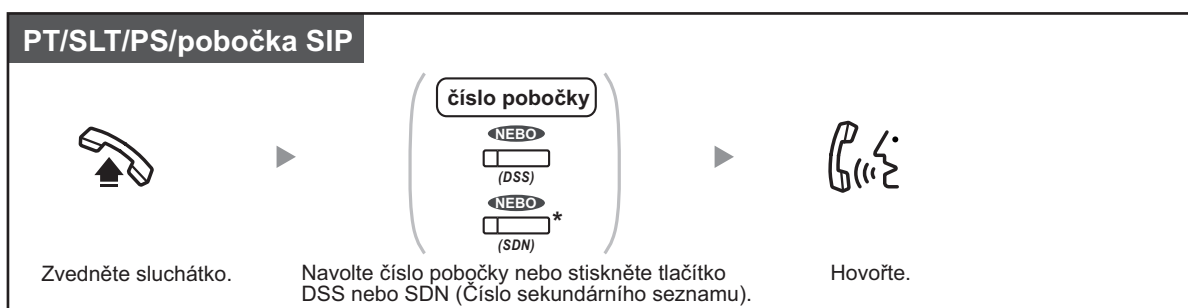 PT/SLT/PS/pobočka SIP
číslo pobočky
NEBO
(DSS)
NEBO
*
(SDN)
Zvedněte sluchátko.
Navolte číslo pobočky nebo stiskněte tlačítko
DSS nebo SDN (Číslo sekundárního seznamu).
Hovořte.